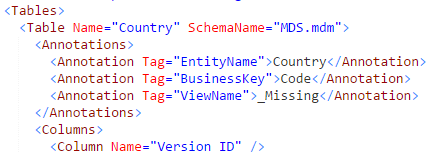 <Tables>
<Table Name="Country" SchemaName="MDS.mdm">
<Annotations>
<Annotation Tag="EntityName">Country</Annotation>
<Annotation Tag="BusinessKey">Code</Annotation>
<Annotation Tag="ViewName">_Missing</Annotation>
</Annotations>
<Columns>
<Column Name="Version ID" />